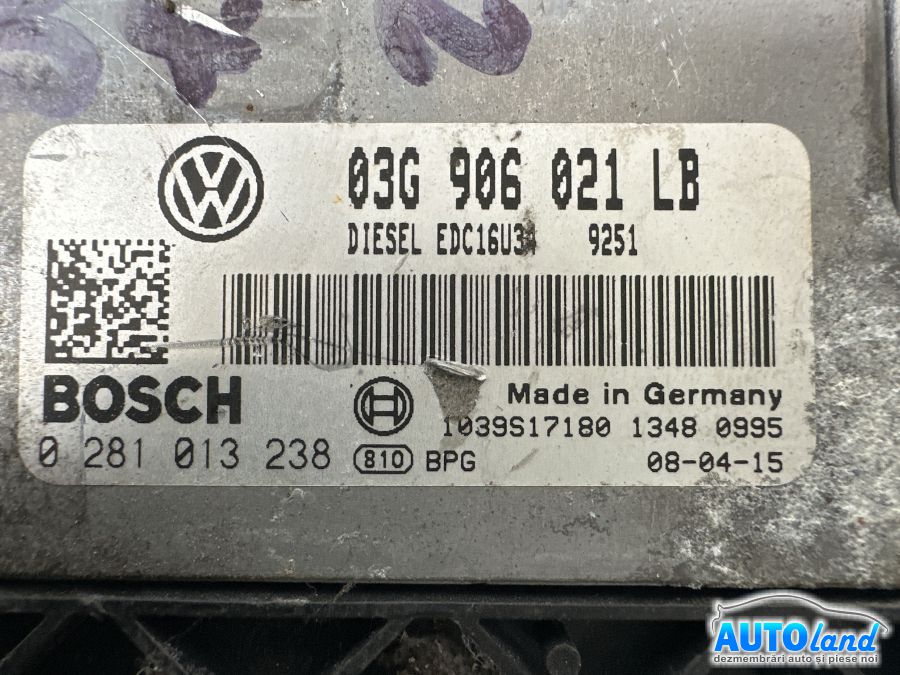 03G 906 021 LB
DIESEL EDC16U34 9251
BOSCH
Made in Germany
1039S17180 1348 0995
0 281 013 238 810 BPG 08-04-15
AUTOland
dezmembrări auto și piese noi